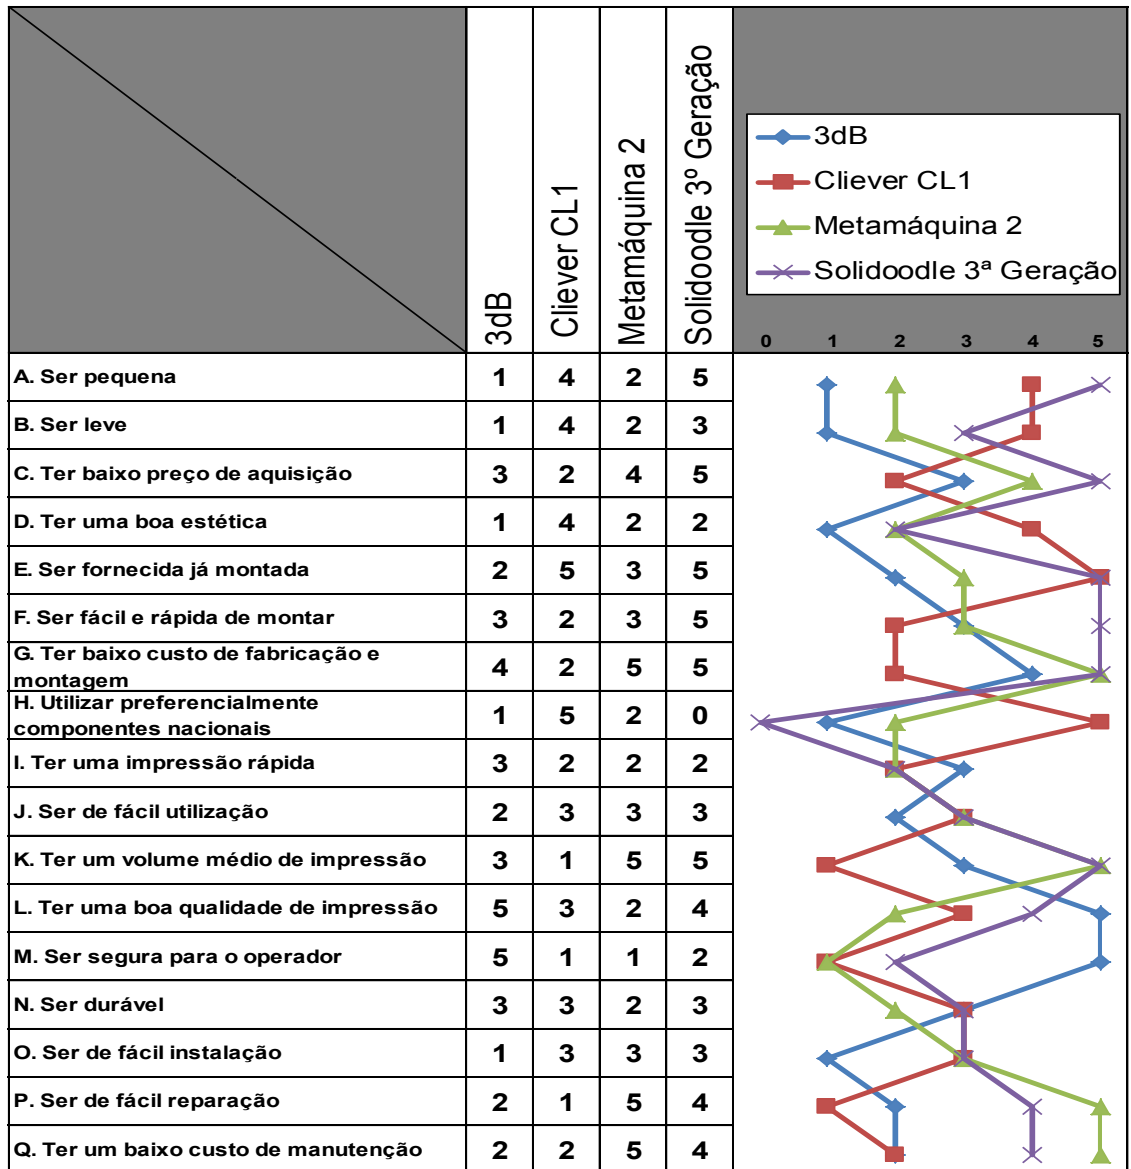 3dB
Cliever CL1
Metamáquina 2
Solidoodle 3º Geração
3dB
Cliever CL1
Metamáquina 2
Solidoodle 3ª Geração
0 1 2 3 4 5
A. Ser pequena 1 4 2 5
B. Ser leve 1 4 2 3
C. Ter baixo preço de aquisição 3 2 4 5
D. Ter uma boa estética 1 4 2 2
E. Ser fornecida já montada 2 5 3 5
F. Ser fácil e rápida de montar 3 2 3 5
G. Ter baixo custo de fabricação e
montagem 4 2 5 5
H. Utilizar preferencialmente
componentes nacionais 1 5 2 0
I. Ter uma impressão rápida 3 2 2 2
J. Ser de fácil utilização 2 3 3 3
K. Ter um volume médio de impressão 3 1 5 5
L. Ter uma boa qualidade de impressão 5 3 2 4
M. Ser segura para o operador 5 1 1 2
N. Ser durável 3 3 2 3
O. Ser de fácil instalação 1 3 3 3
P. Ser de fácil reparação 2 1 5 4
Q. Ter um baixo custo de manutenção 2 2 5 4